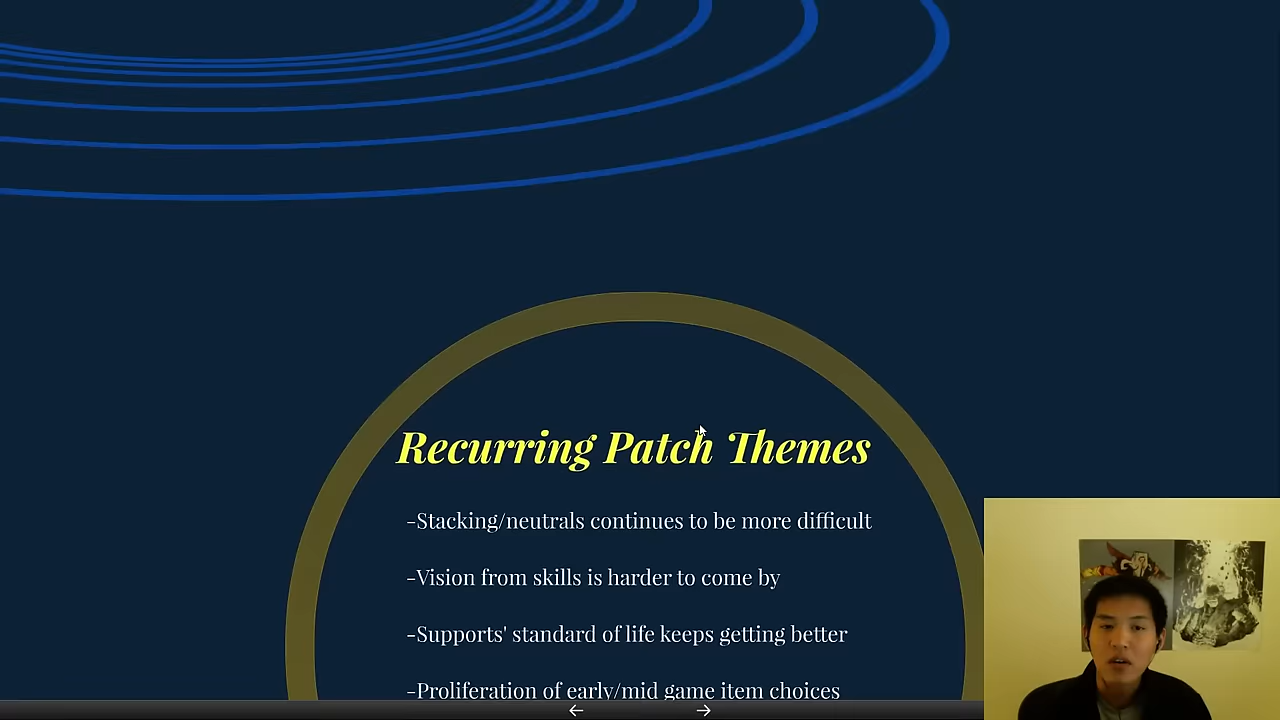 Recurring Patch Themes
-Stacking/neutrals continues to be more difficult
-Vision from skills is harder to come by
-Supports' standard of life keeps getting better
-Proliferation of early/mid game item choices